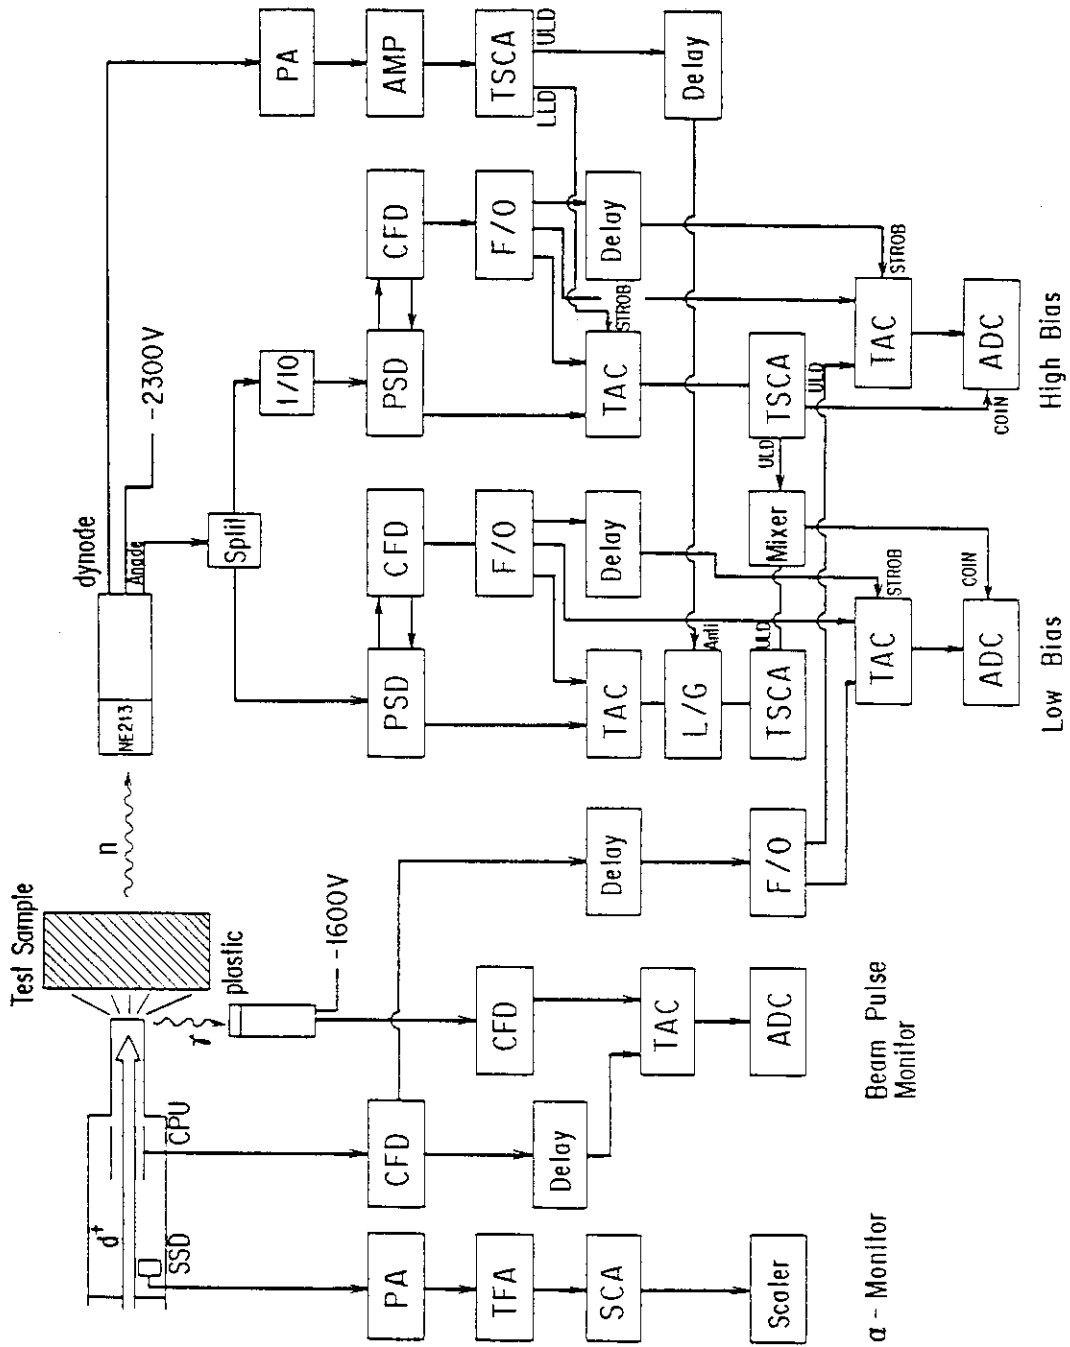 Test Sample
d⁺
n
NE213
dynode
Anode
-2300V
SSD
CPU
γ
plastic
-1600V
Split
1/10
PA
PA
CFD
PSD
CFD
PSD
CFD
AMP
TFA
CFD
F/O
F/O
TSCA
LLD
ULD
Delay
SCA
Delay
TAC
Delay
TAC
STROB
Delay
TAC
L/G
Anti
Delay
Scaler
ADC
F/O
TSCA
ULD
Mixer
ULD
TSCA
ULD
TAC
STROB
TAC
STROB
COIN
ADC
COIN
ADC
α - Monitor
Beam Pulse
Monitor
Low Bias
High Bias